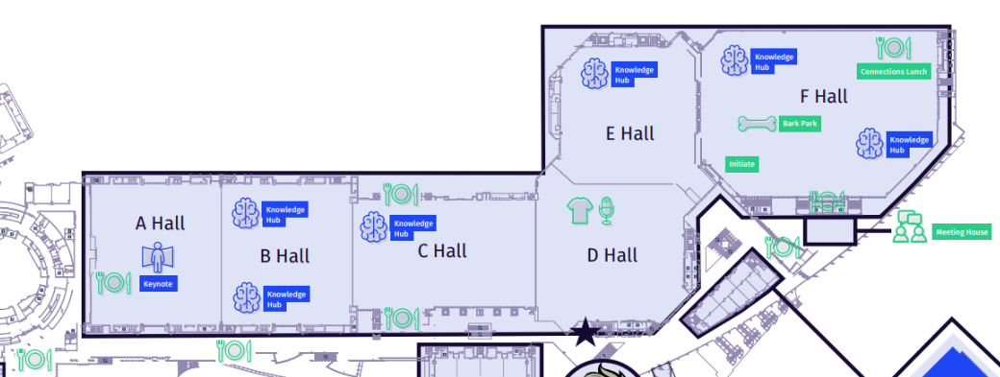 E Hall
Knowledge
Hub
F Hall
Knowledge
Hub
Connections Lunch
Bark Park
Knowledge
Hub
Initiate
A Hall
Keynote
B Hall
Knowledge
Hub
Knowledge
Hub
C Hall
Knowledge
Hub
D Hall
Meeting House